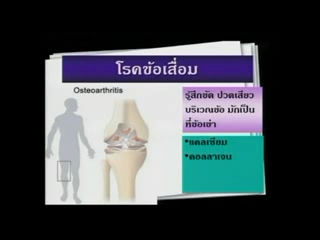 โรคข้อเสื่อม
Osteoarthritis
รู้สึกขัด ปวดเสียว
บริเวณข้อ มักเป็น
ที่ข้อเข่า
•แคลเซียม
•คอลลาเจน